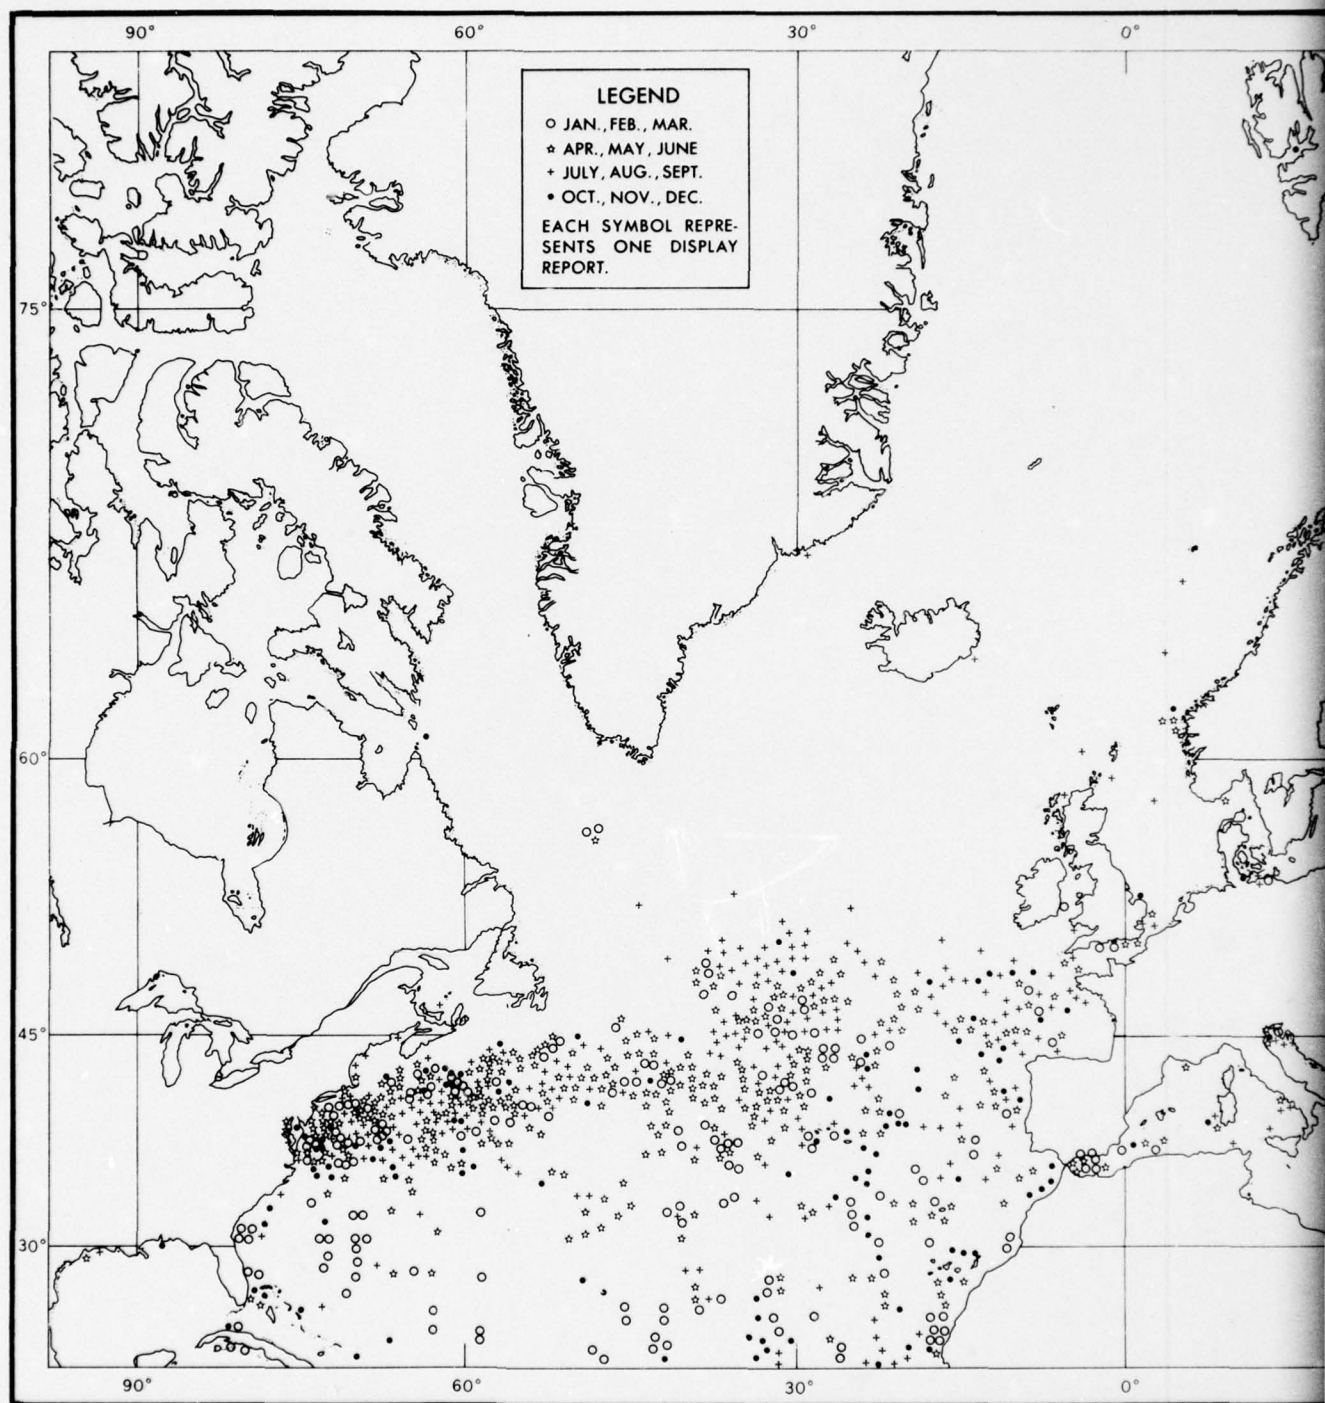 90° 60° 30° 0°
LEGEND
○ JAN., FEB., MAR.
☆ APR., MAY, JUNE
+ JULY, AUG., SEPT.
• OCT., NOV., DEC.
EACH SYMBOL REPRE-
SENTS ONE DISPLAY
REPORT.
75°
60°
45°
30°
90° 60° 30° 0°